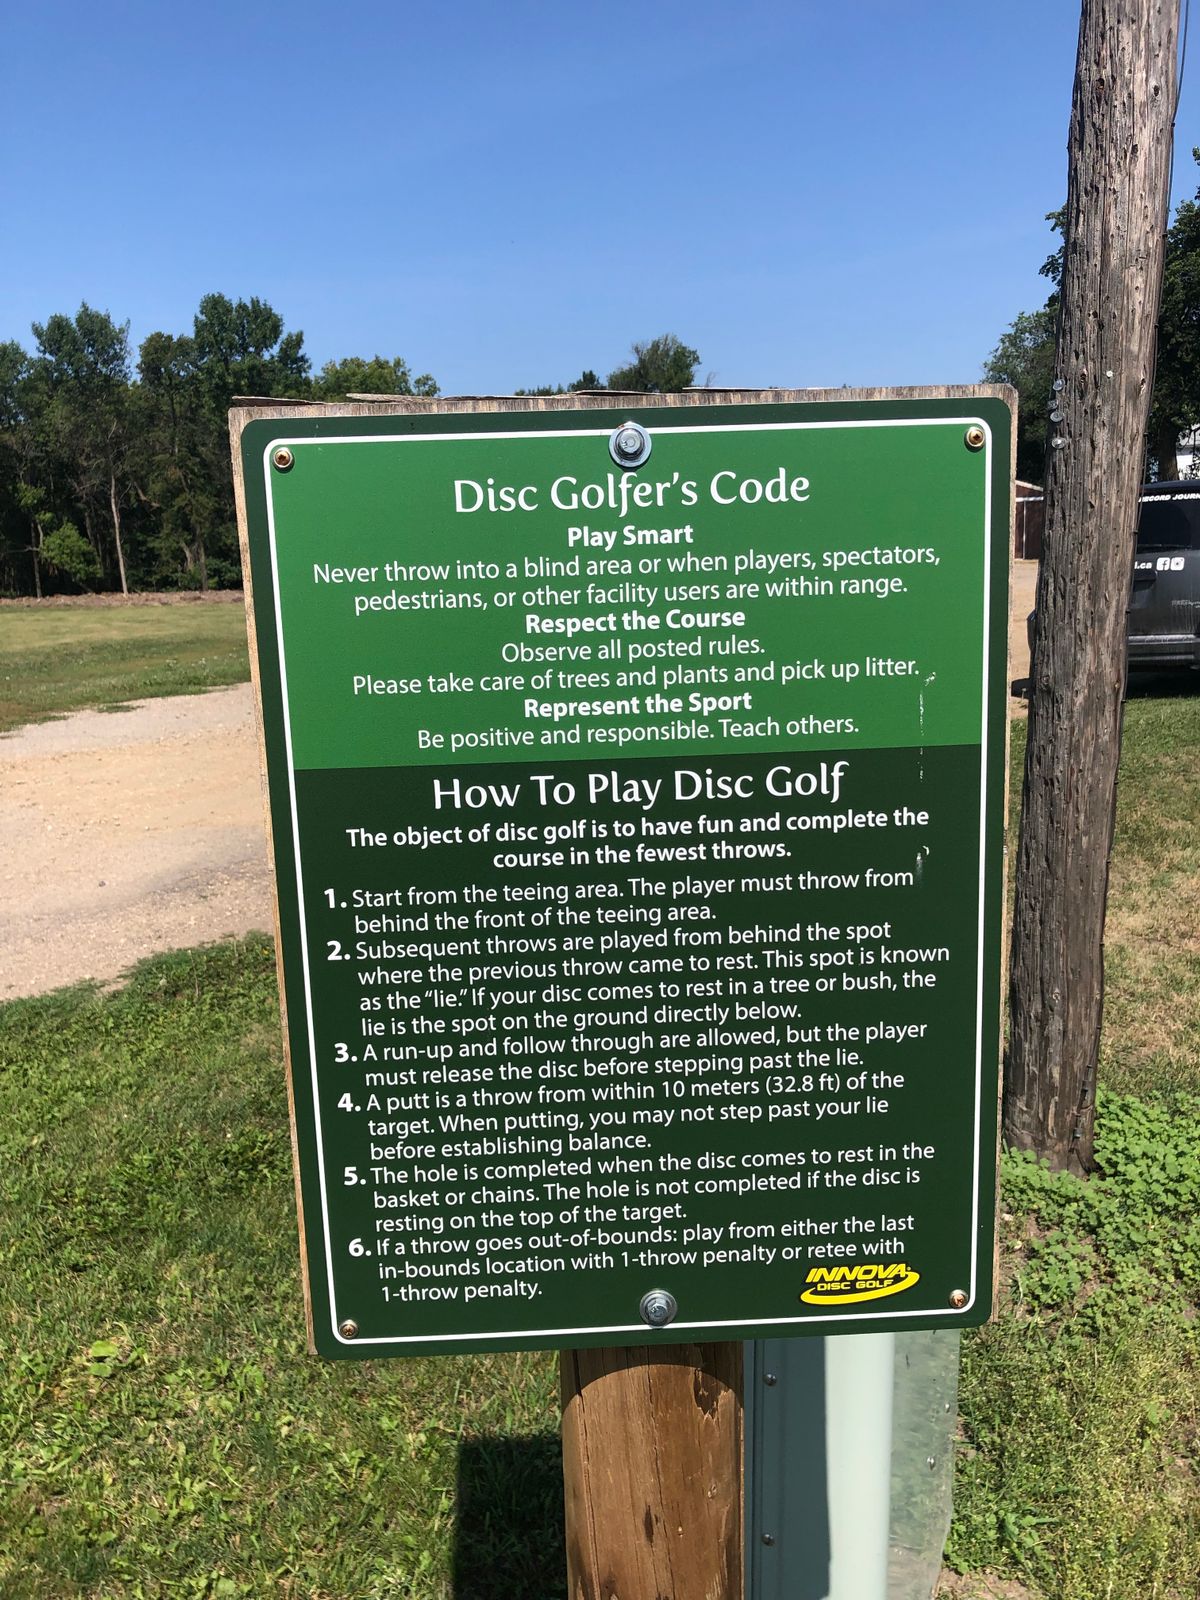 Disc Golfer's Code
Play Smart
Never throw into a blind area or when players, spectators,
pedestrians, or other facility users are within range.
Respect the Course
Observe all posted rules.
Please take care of trees and plants and pick up litter.
Represent the Sport
Be positive and responsible. Teach others.
How To Play Disc Golf
The object of disc golf is to have fun and complete the
course in the fewest throws.
1. Start from the teeing area. The player must throw from
behind the front of the teeing area.
2. Subsequent throws are played from behind the spot
where the previous throw came to rest. This spot is known
as the "lie." If your disc comes to rest in a tree or bush, the
lie is the spot on the ground directly below.
3. A run-up and follow through are allowed, but the player
must release the disc before stepping past the lie.
4. A putt is a throw from within 10 meters (32.8 ft) of the
target. When putting, you may not step past your lie
before establishing balance.
5. The hole is completed when the disc comes to rest in the
basket or chains. The hole is not completed if the disc is
resting on the top of the target.
6. If a throw goes out-of-bounds: play from either the last
in-bounds location with 1-throw penalty or retee with
1-throw penalty.
INNOVA
DISC GOLF
.ca